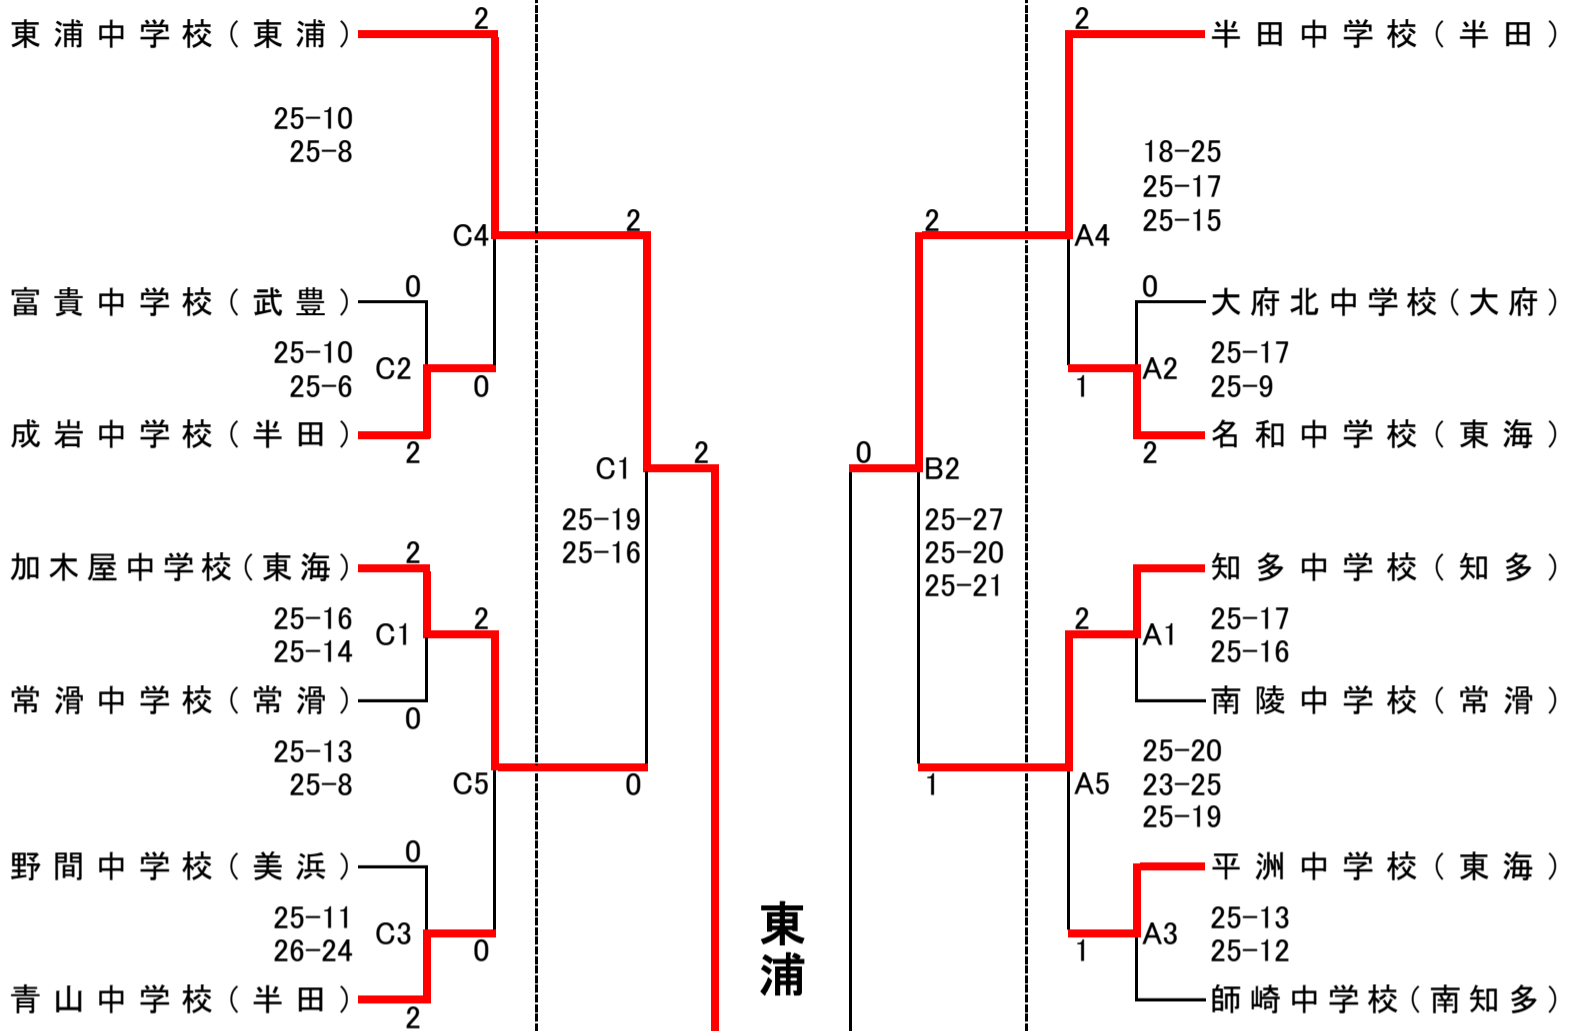 東浦中学校(東浦)
2
25-10
25-8
C4
富貴中学校(武豊)
0
25-10
25-6
C2
0
成岩中学校(半田)
2
加木屋中学校(東海)
2
25-16
25-14
C1
2
常滑中学校(常滑)
0
25-13
25-8
C5
野間中学校(美浜)
0
25-11
26-24
C3
0
青山中学校(半田)
2
2
C1
2
25-19
25-16
0
東浦
0
2
B2
25-27
25-20
25-21
1
2
半田中学校(半田)
18-25
25-17
25-15
A4
0
大府北中学校(大府)
A2
25-17
25-9
1
名和中学校(東海)
2
知多中学校(知多)
2
A1
25-17
25-16
南陵中学校(常滑)
A5
25-20
23-25
25-19
平洲中学校(東海)
A3
25-13
25-12
1
師崎中学校(南知多)